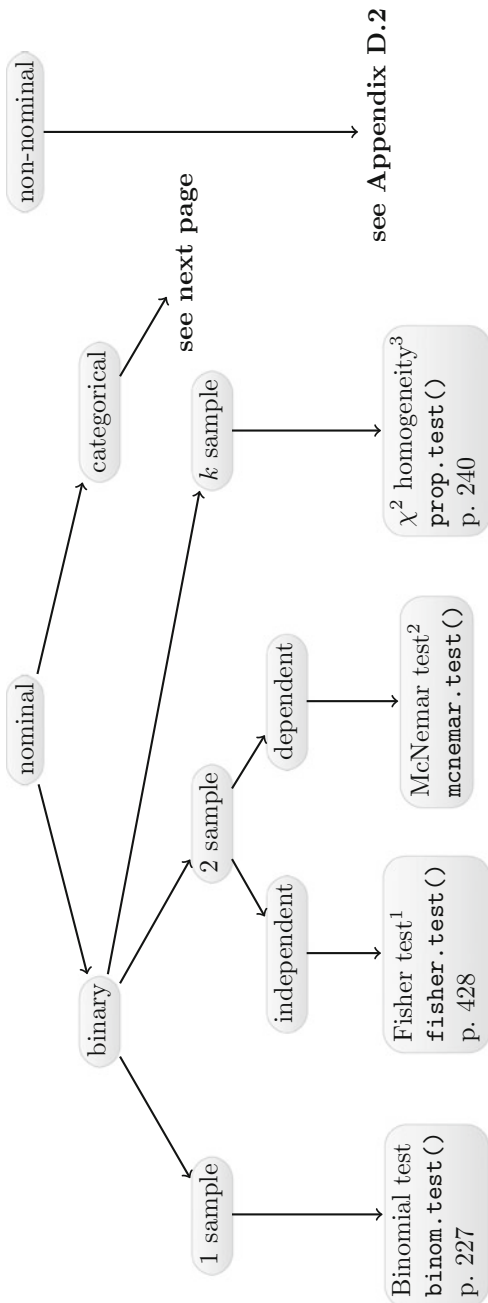 nominal
non-nominal
binary
categorical
see next page
1 sample
2 sample
k sample
independent
dependent
see Appendix D.2
Binomial test
binom.test()
p. 227
Fisher test¹
fisher.test()
p. 428
McNemar test²
mcnemar.test()
χ² homogeneity³
prop.test()
p. 240